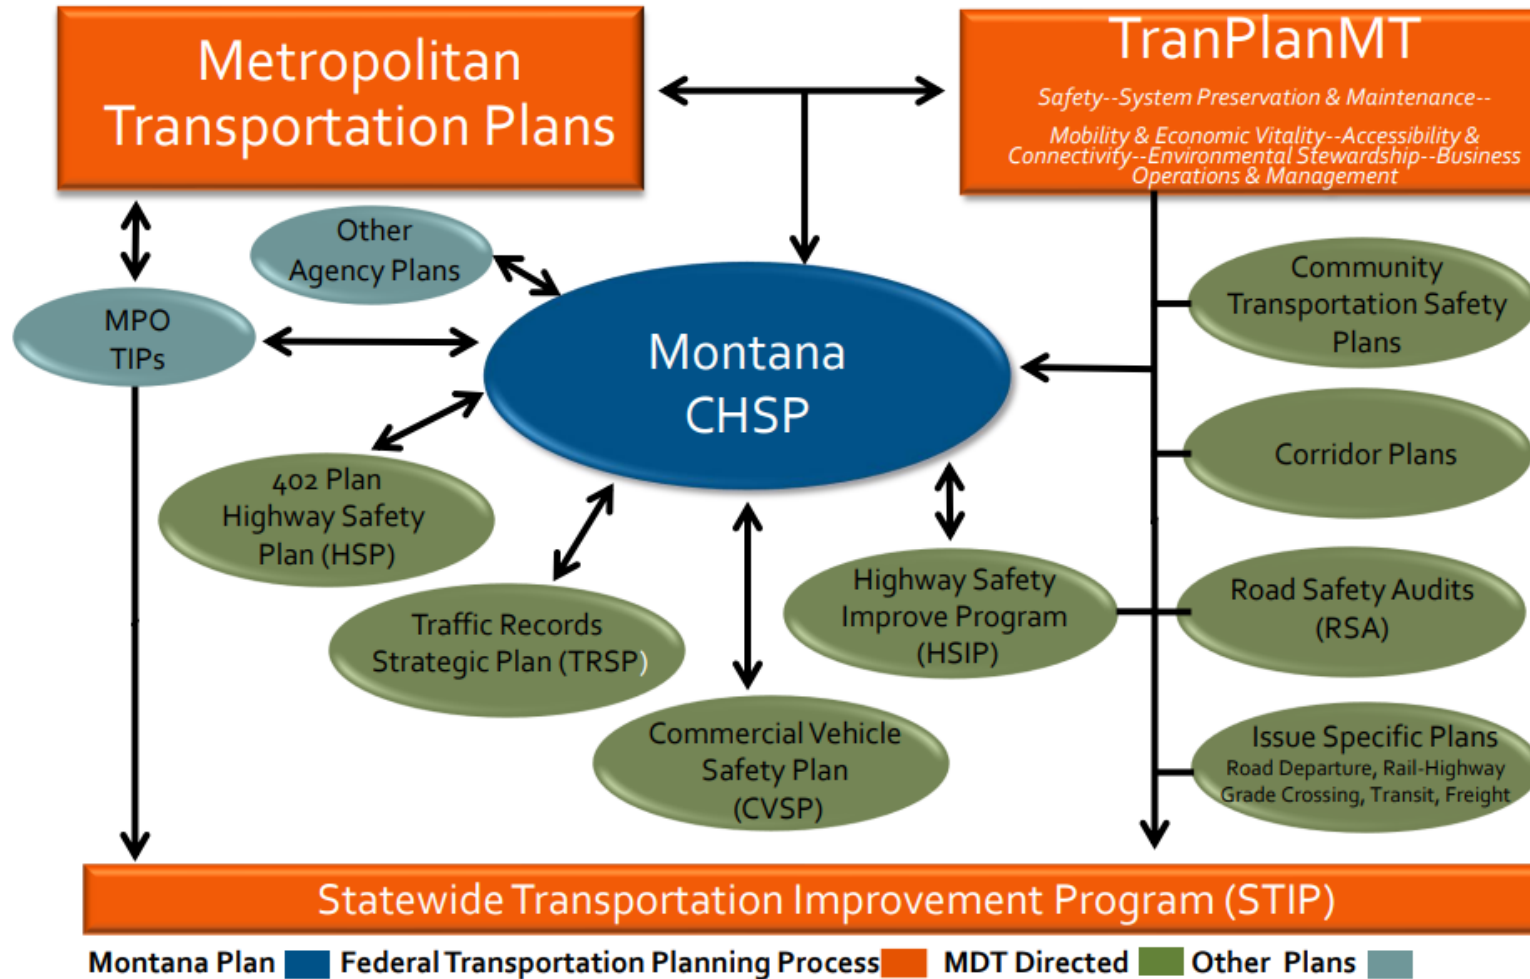 Metropolitan
Transportation Plans
TranPlanMT
Safety--System Preservation & Maintenance--
Mobility & Economic Vitality--Accessibility &
Connectivity--Environmental Stewardship--Business
Operations & Management
Other
Agency Plans
MPO
TIPs
Montana
CHSP
Community
Transportation Safety
Plans
Corridor Plans
402 Plan
Highway Safety
Plan (HSP)
Traffic Records
Strategic Plan (TRSP)
Commercial Vehicle
Safety Plan
(CVSP)
Highway Safety
Improve Program
(HSIP)
Road Safety Audits
(RSA)
Issue Specific Plans
Road Departure, Rail-Highway
Grade Crossing, Transit, Freight
Statewide Transportation Improvement Program (STIP)
Montana Plan Federal Transportation Planning Process MDT Directed Other Plans